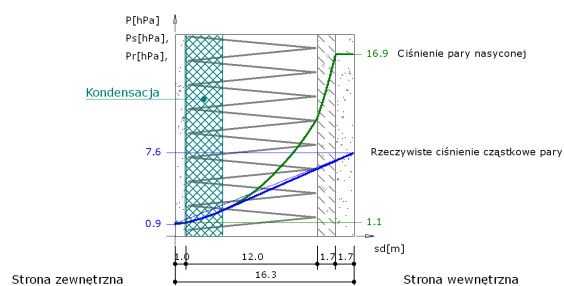 P[hPa]
Ps[hPa],
Pr[hPa],
16.9 Ciśnienie pary nasyconej
Kondensacja
7.6 Rzeczywiste ciśnienie cząstkowe pary
0.9 1.1
sd[m]
1.0 12.0 1.7 1.7
16.3
Strona zewnętrzna Strona wewnętrzna